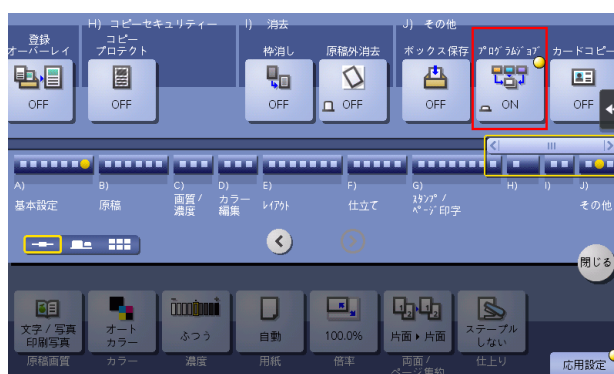 H) コピーセキュリティー
I) 消去
J) その他
登録
オーバーレイ
コピー
プロテクト
枠消し
原稿外消去
ボックス保存
ﾌﾟﾛｸﾞﾗﾑｼﾞｮﾌﾞ
カードコピー
OFF
OFF
OFF
OFF
OFF
ON
OFF
A)
B)
C)
D)
E)
F)
G)
H)
I)
J)
基本設定
原稿
画質/
濃度
カラー
編集
ﾚｲｱｳﾄ
仕立て
ｽﾀﾝﾌﾟ/
ﾍﾟｰｼﾞ印字
その他
閉じる
文字/写真
印刷写真
オート
カラー
ふつう
自動
100.0%
片面▶片面
ステープル
しない
原稿画質
カラー
濃度
用紙
倍率
両面/
ページ集約
仕上り
応用設定